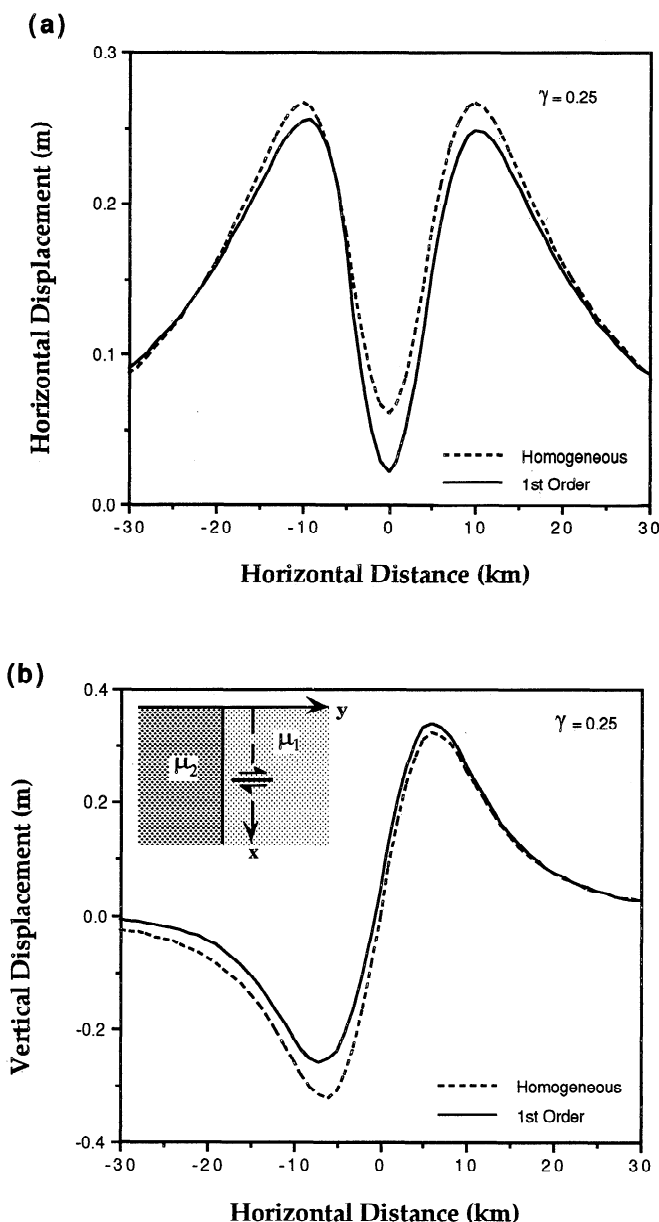 (a)
0.3
γ = 0.25
0.2
Horizontal Displacement (m)
0.1
Homogeneous
1st Order
0.0
-30 -20 -10 0 10 20 30
Horizontal Distance (km)
(b)
0.4
y
γ = 0.25
μ1
μ2
0.2
x
Vertical Displacement (m)
0.0
-0.2
Homogeneous
1st Order
-0.4
-30 -20 -10 0 10 20 30
Horizontal Distance (km)